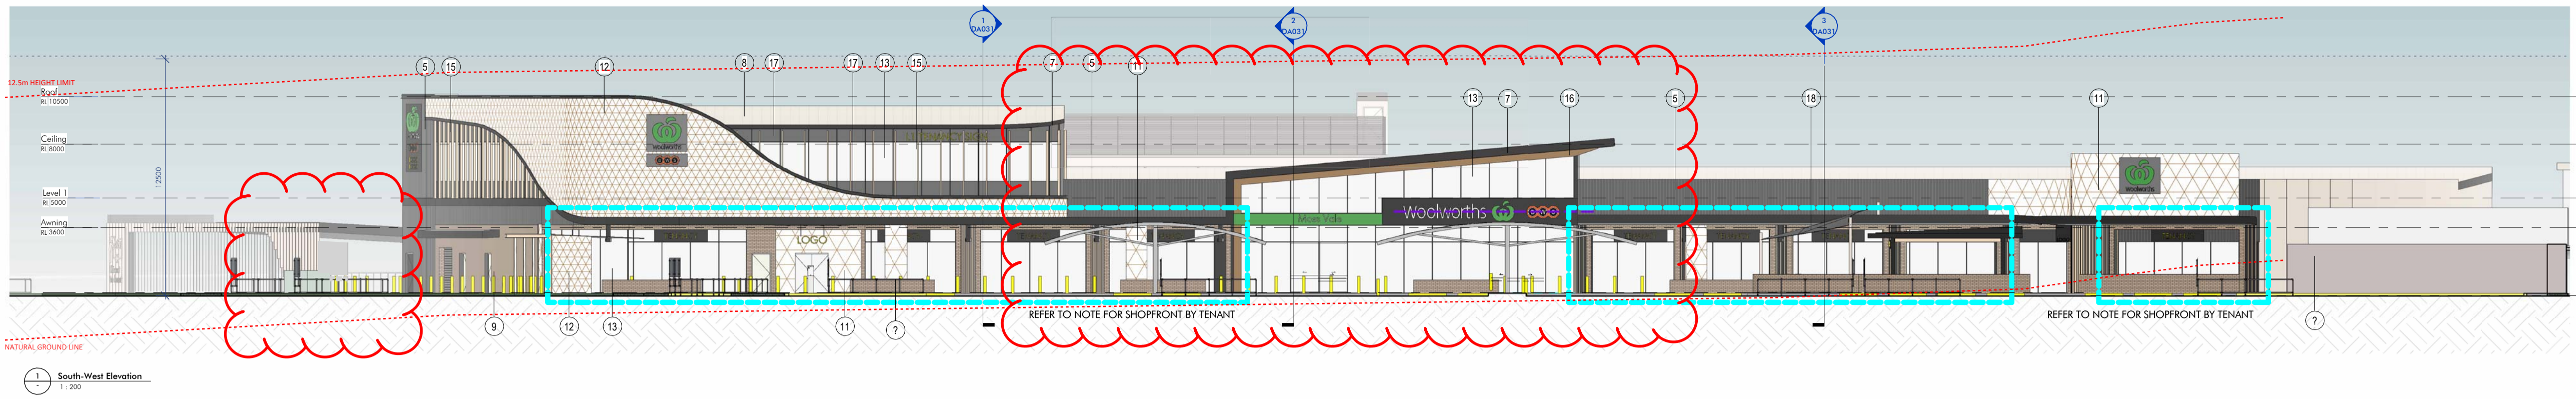 1
DA031
2
DA031
3
DA031
12.5m HEIGHT LIMIT
5
15
12
8
17
17
13
15
7
5
11
Roof
RL 10500
13
7
16
5
18
11
Ceiling
RL 8000
Woolworths
Woolworths
12500
Level 1
RL 5000
Awning
RL 3600
Moss Vale
Woolworths
LOGO
REFER TO NOTE FOR SHOPFRONT BY TENANT
REFER TO NOTE FOR SHOPFRONT BY TENANT
9
12
13
11
?
?
NATURAL GROUND LINE
1
-
South-West Elevation
1 : 200